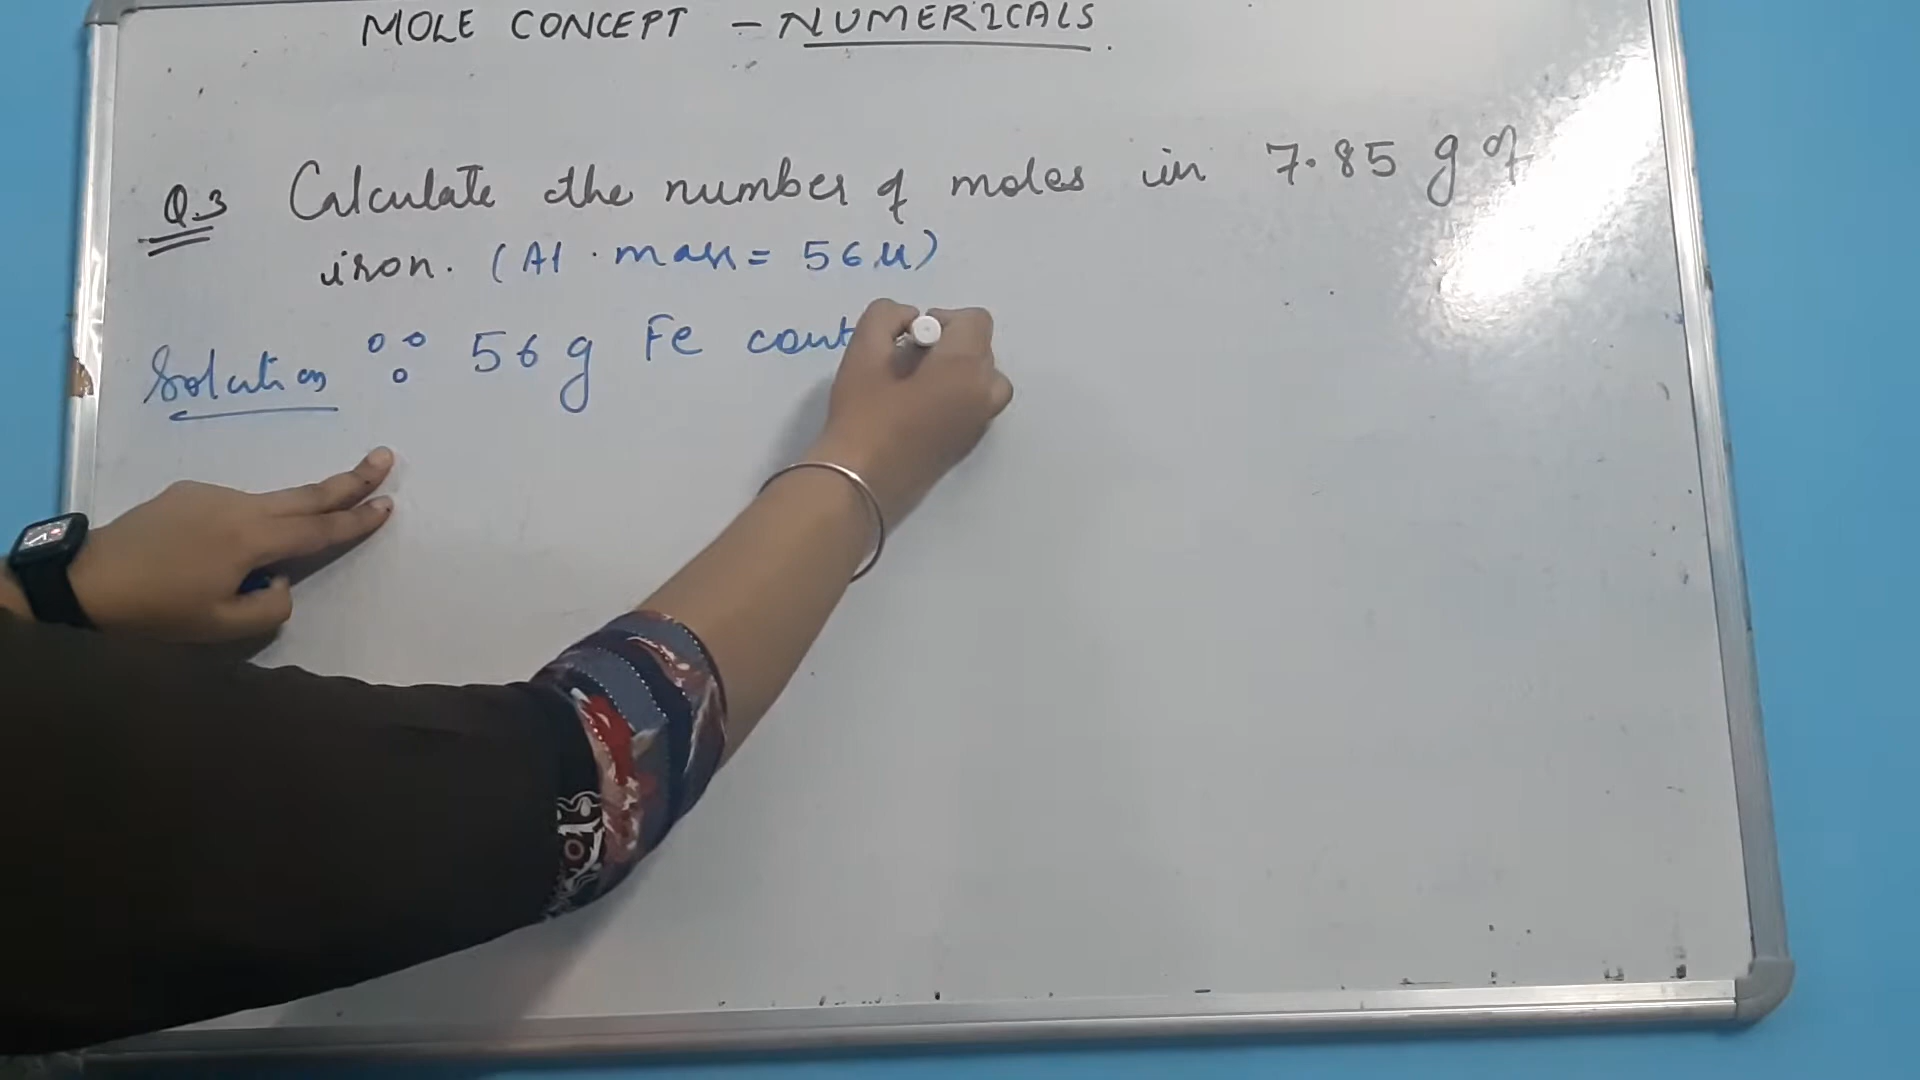 MOLE CONCEPT - NUMERICALS.
Q.3 Calculate the number of moles in 7.85 g of
iron. (At. mass = 56 u)
Solution ∵ 56 g Fe cont